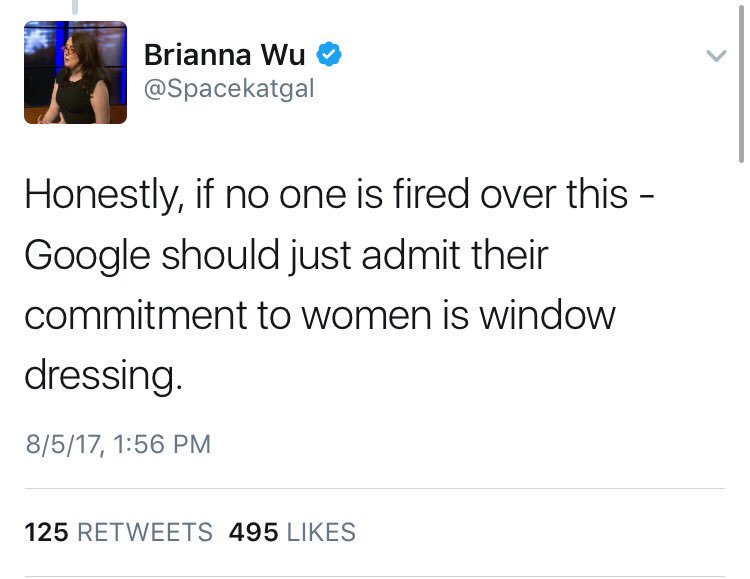 Brianna Wu
@Spacekatgal
Honestly, if no one is fired over this -
Google should just admit their
commitment to women is window
dressing.
8/5/17, 1:56 PM
125 RETWEETS 495 LIKES